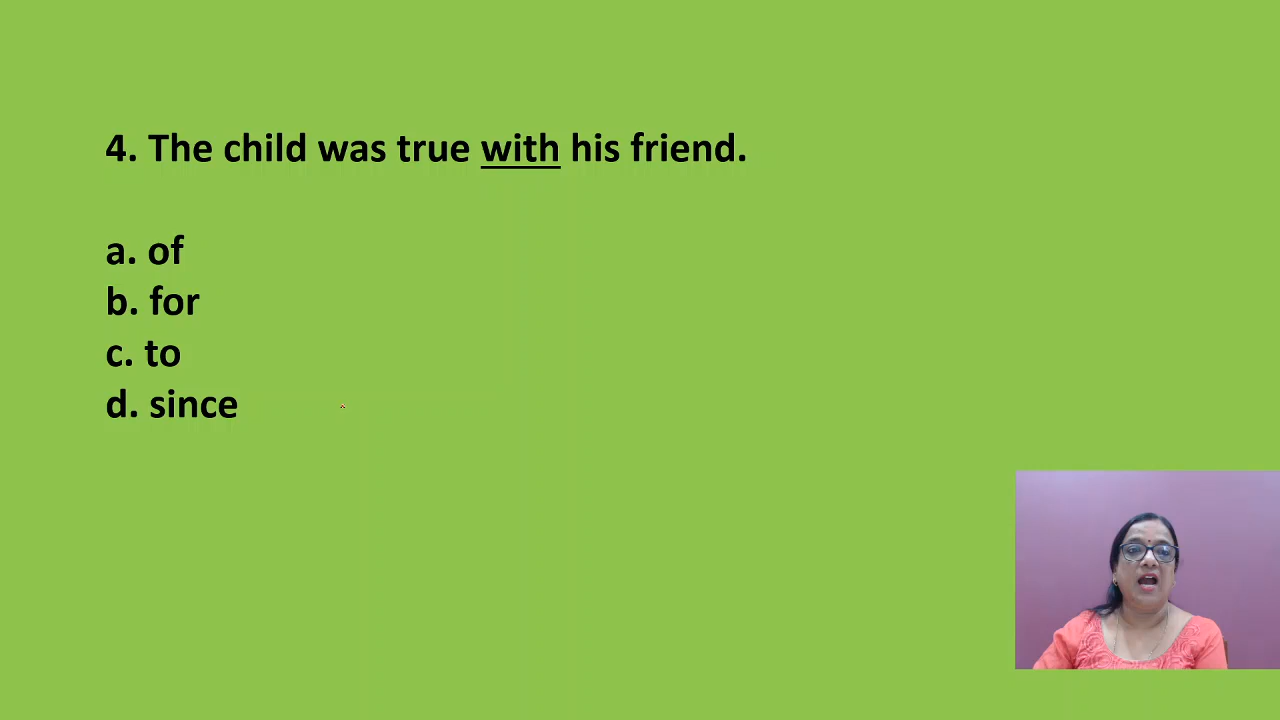 4. The child was true with his friend.
a. of
b. for
c. to
d. since